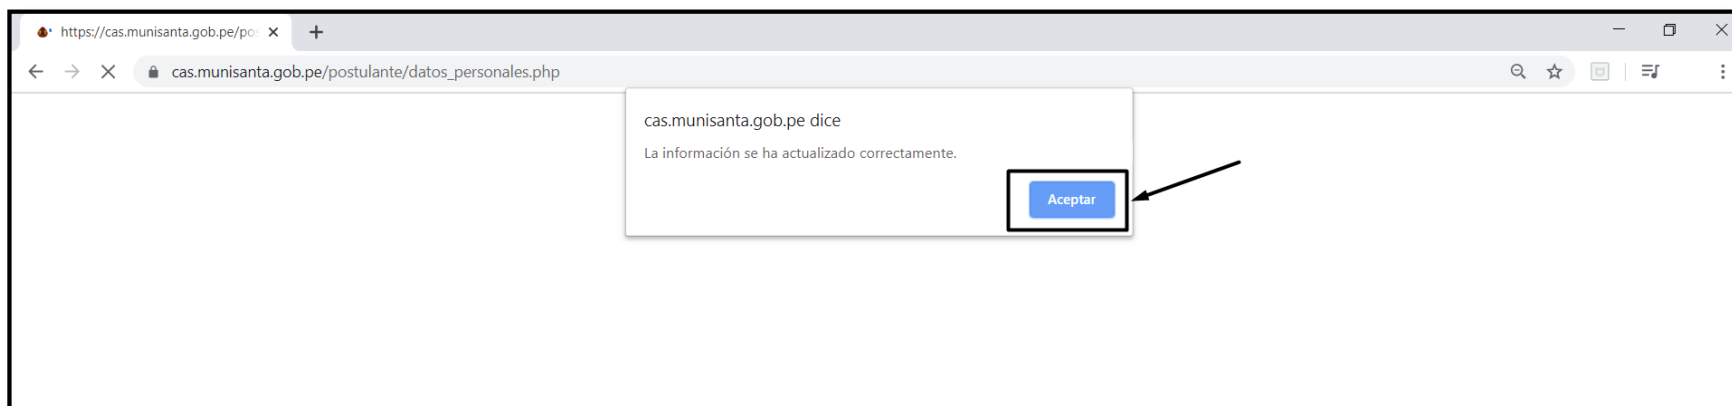 https://cas.munisanta.gob.pe/po
cas.munisanta.gob.pe/postulante/datos_personales.php
cas.munisanta.gob.pe dice
La información se ha actualizado correctamente.
Aceptar